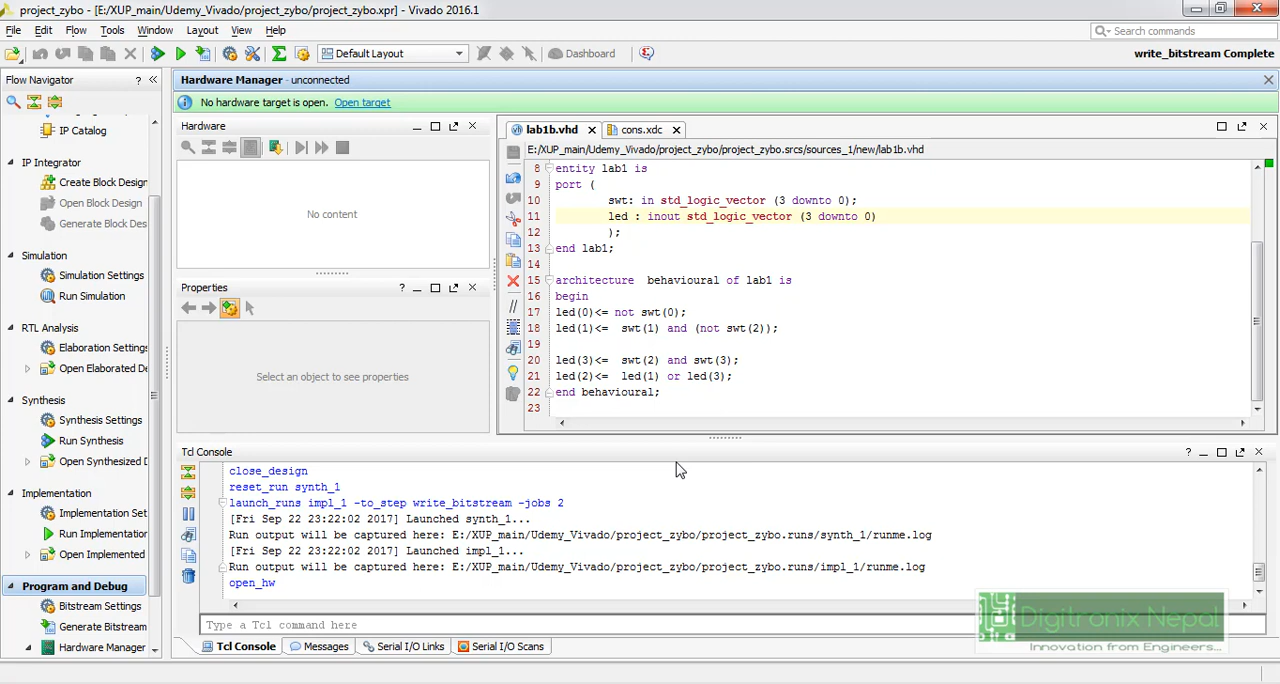 project_zybo - [E:/XUP_main/Udemy_Vivado/project_zybo/project_zybo.xpr] - Vivado 2016.1
File Edit Flow Tools Window Layout View Help
Search commands
Default Layout
Dashboard
write_bitstream Complete
Flow Navigator
IP Catalog
IP Integrator
Create Block Design
Open Block Design
Generate Block Des
Simulation
Simulation Settings
Run Simulation
RTL Analysis
Elaboration Settings
Open Elaborated De
Synthesis
Synthesis Settings
Run Synthesis
Open Synthesized D
Implementation
Implementation Set
Run Implementation
Open Implemented
Program and Debug
Bitstream Settings
Generate Bitstream
Hardware Manager
Hardware Manager - unconnected
No hardware target is open. Open target
Hardware
No content
Properties
Select an object to see properties
lab1b.vhd
cons.xdc
E:/XUP_main/Udemy_Vivado/project_zybo/project_zybo.srcs/sources_1/new/lab1b.vhd
8 entity lab1 is
9 port (
10 swt: in std_logic_vector (3 downto 0);
11 led : inout std_logic_vector (3 downto 0)
12 );
13 end lab1;
14
15 architecture behavioural of lab1 is
16 begin
17 led(0)<= not swt(0);
18 led(1)<= swt(1) and (not swt(2));
19
20 led(3)<= swt(2) and swt(3);
21 led(2)<= led(1) or led(3);
22 end behavioural;
23
Tcl Console
close_design
reset_run synth_1
launch_runs impl_1 -to_step write_bitstream -jobs 2
[Fri Sep 22 23:22:02 2017] Launched synth_1...
Run output will be captured here: E:/XUP_main/Udemy_Vivado/project_zybo/project_zybo.runs/synth_1/runme.log
[Fri Sep 22 23:22:02 2017] Launched impl_1...
Run output will be captured here: E:/XUP_main/Udemy_Vivado/project_zybo/project_zybo.runs/impl_1/runme.log
open_hw
Type a Tcl command here
Tcl Console Messages Serial I/O Links Serial I/O Scans
Digitronix Nepal
Innovation from Engineers...